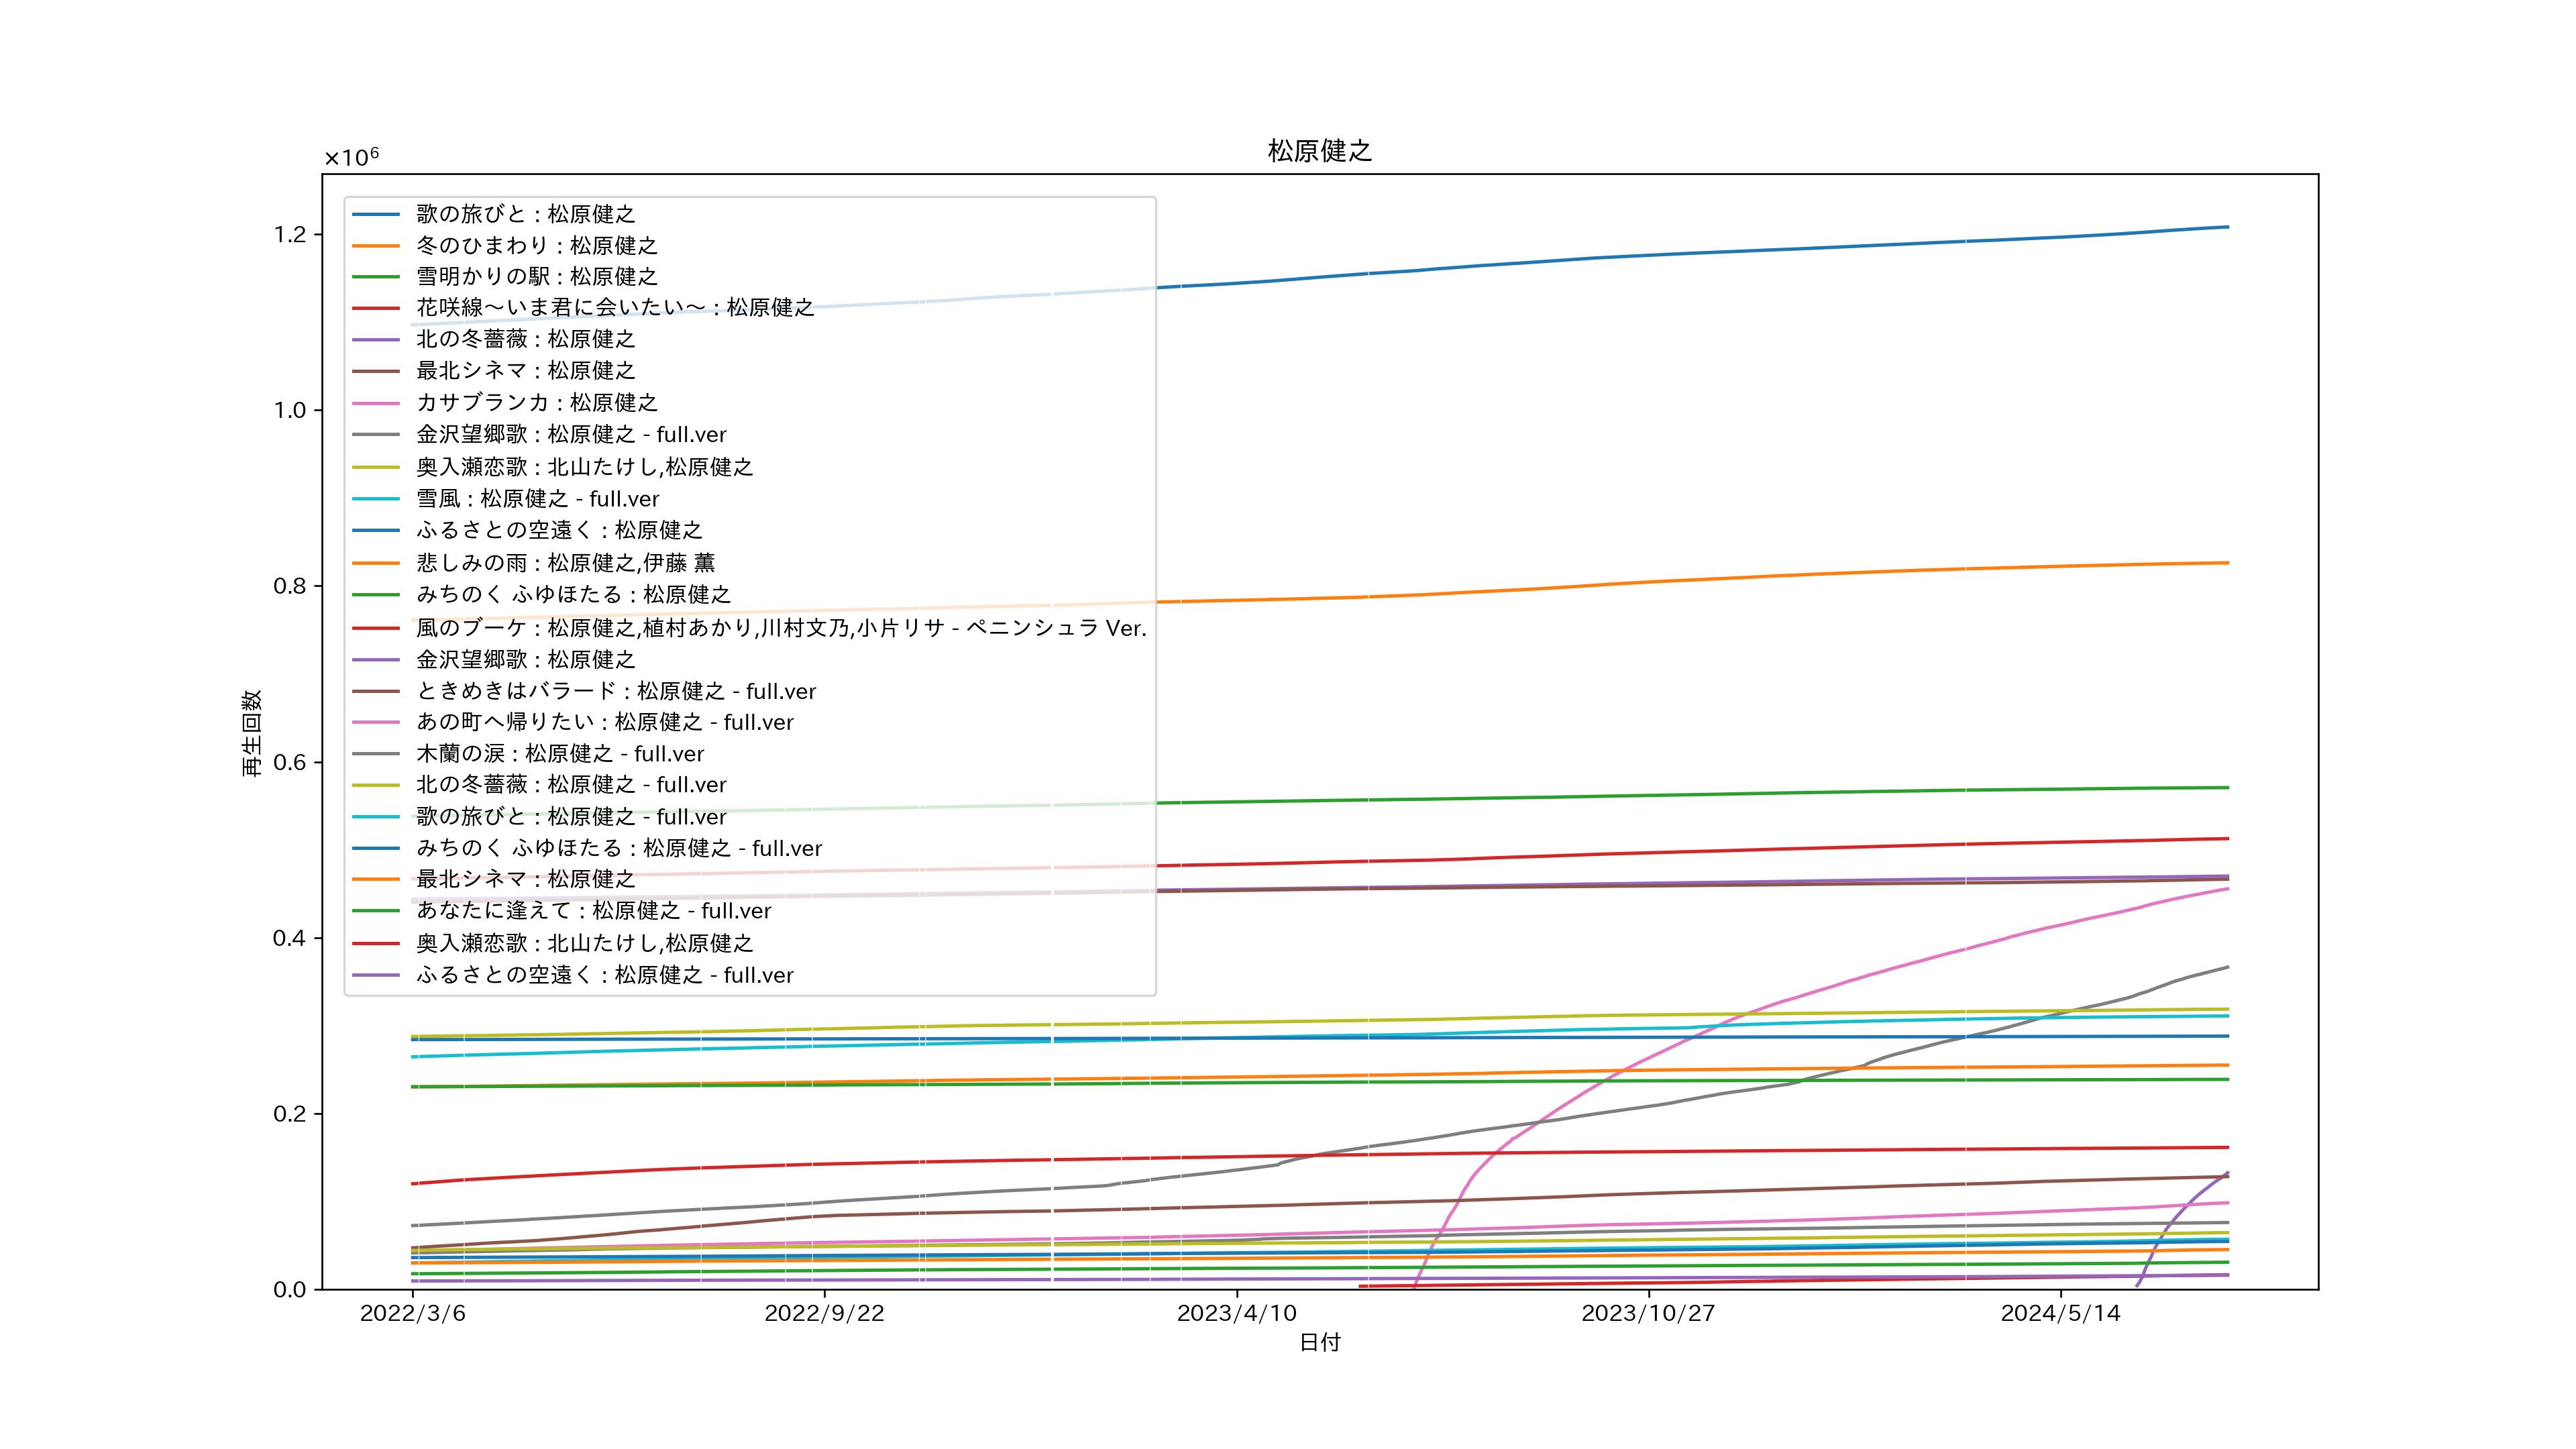 松原健之
×10⁶
1.2
1.0
0.8
0.6
0.4
0.2
0.0
再生回数
歌の旅びと : 松原健之
冬のひまわり : 松原健之
雪明かりの駅 : 松原健之
花咲線〜いま君に会いたい〜 : 松原健之
北の冬薔薇 : 松原健之
最北シネマ : 松原健之
カサブランカ : 松原健之
金沢望郷歌 : 松原健之 - full.ver
奥入瀬恋歌 : 北山たけし,松原健之
雪風 : 松原健之 - full.ver
ふるさとの空遠く : 松原健之
悲しみの雨 : 松原健之,伊藤 薫
みちのく ふゆほたる : 松原健之
風のブーケ : 松原健之,植村あかり,川村文乃,小片リサ - ペニンシュラ Ver.
金沢望郷歌 : 松原健之
ときめきはバラード : 松原健之 - full.ver
あの町へ帰りたい : 松原健之 - full.ver
木蘭の涙 : 松原健之 - full.ver
北の冬薔薇 : 松原健之 - full.ver
歌の旅びと : 松原健之 - full.ver
みちのく ふゆほたる : 松原健之 - full.ver
最北シネマ : 松原健之
あなたに逢えて : 松原健之 - full.ver
奥入瀬恋歌 : 北山たけし,松原健之
ふるさとの空遠く : 松原健之 - full.ver
2022/3/6 2022/9/22 2023/4/10 2023/10/27 2024/5/14
日付